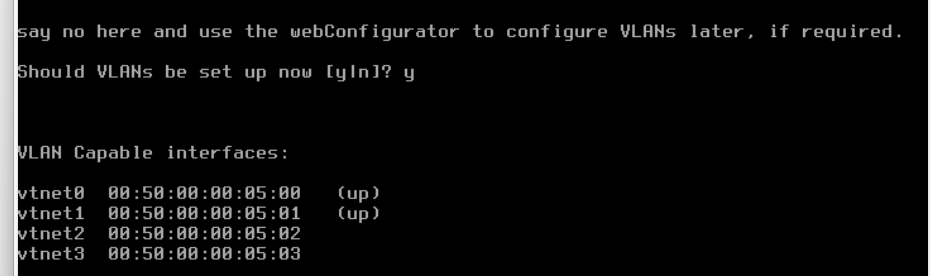 say no here and use the webConfigurator to configure VLANs later, if required.
Should VLANs be set up now [y|n]? y
VLAN Capable interfaces:
vtnet0 00:50:00:00:05:00 (up)
vtnet1 00:50:00:00:05:01 (up)
vtnet2 00:50:00:00:05:02
vtnet3 00:50:00:00:05:03